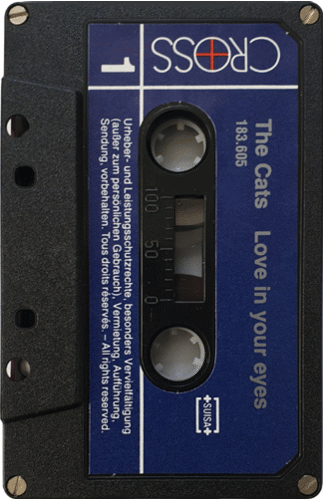 CROSS
1
The Cats Love in your eyes
183.605
+SUISA+
100 50 0
Urheber- und Leistungsschutzrechte, besonders Vervielfältigung
(außer zum persönlichen Gebrauch), Vermietung, Aufführung,
Sendung, vorbehalten. Tous droits réservés. – All rights reserved.